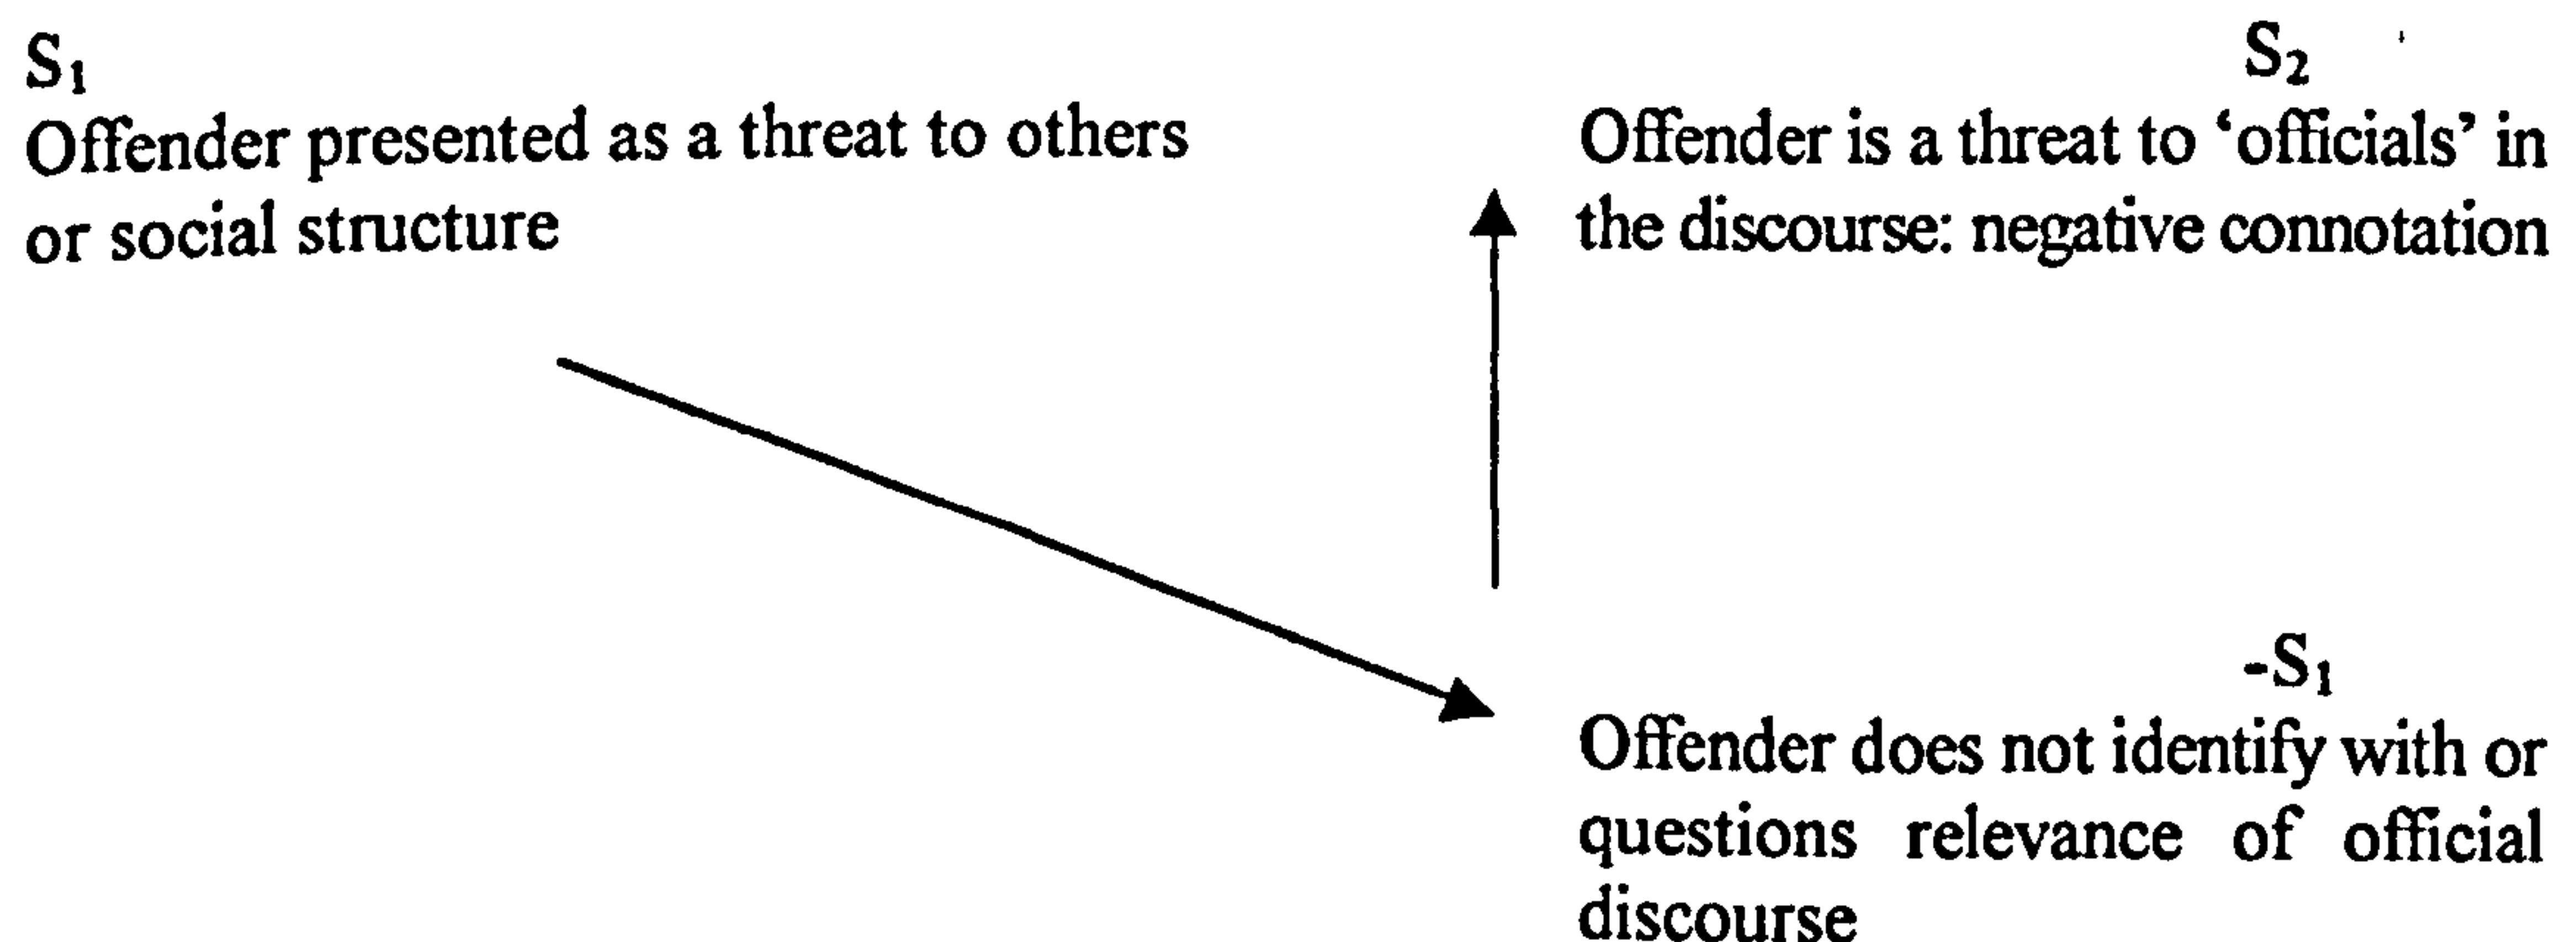 S₁
Offender presented as a threat to others
or social structure
S₂
Offender is a threat to ‘officials’ in
the discourse: negative connotation
-S₁
Offender does not identify with or
questions relevance of official
discourse